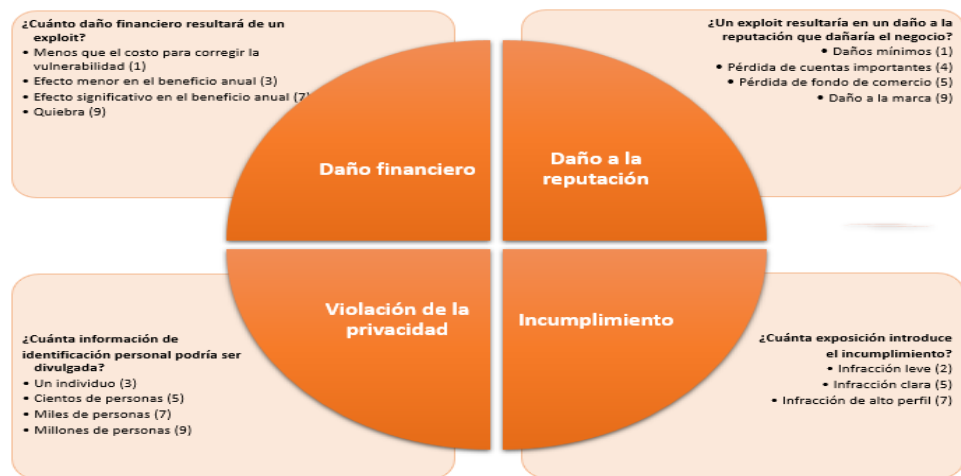 ¿Cuánto daño financiero resultará de un
exploit?
• Menos que el costo para corregir la
vulnerabilidad (1)
• Efecto menor en el beneficio anual (3)
• Efecto significativo en el beneficio anual (7)
• Quiebra (9)
¿Un exploit resultaría en un daño a la
reputación que dañaría el negocio?
• Daños mínimos (1)
• Pérdida de cuentas importantes (4)
• Pérdida de fondo de comercio (5)
• Daño a la marca (9)
Daño financiero
Daño a la
reputación
Violación de la
privacidad
Incumplimiento
¿Cuánta información de
identificación personal podría ser
divulgada?
• Un individuo (3)
• Cientos de personas (5)
• Miles de personas (7)
• Millones de personas (9)
¿Cuánta exposición introduce
el incumplimiento?
• Infracción leve (2)
• Infracción clara (5)
• Infracción de alto perfil (7)